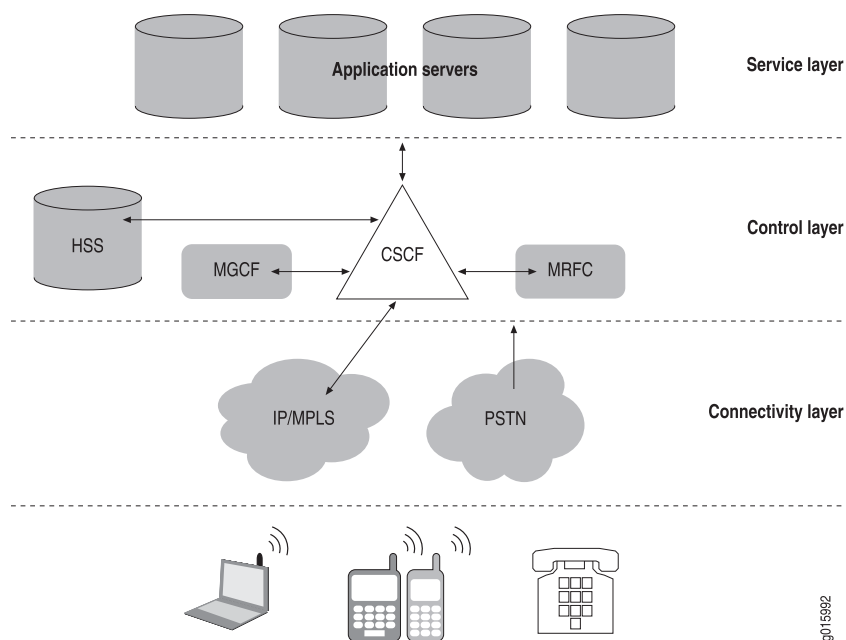 Application servers
Service layer
HSS
MGCF
CSCF
MRFC
Control layer
IP/MPLS
PSTN
Connectivity layer
g015992